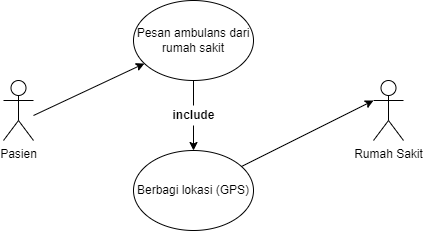 Pesan ambulans dari
rumah sakit
include
Pasien
Rumah Sakit
Berbagi lokasi (GPS)